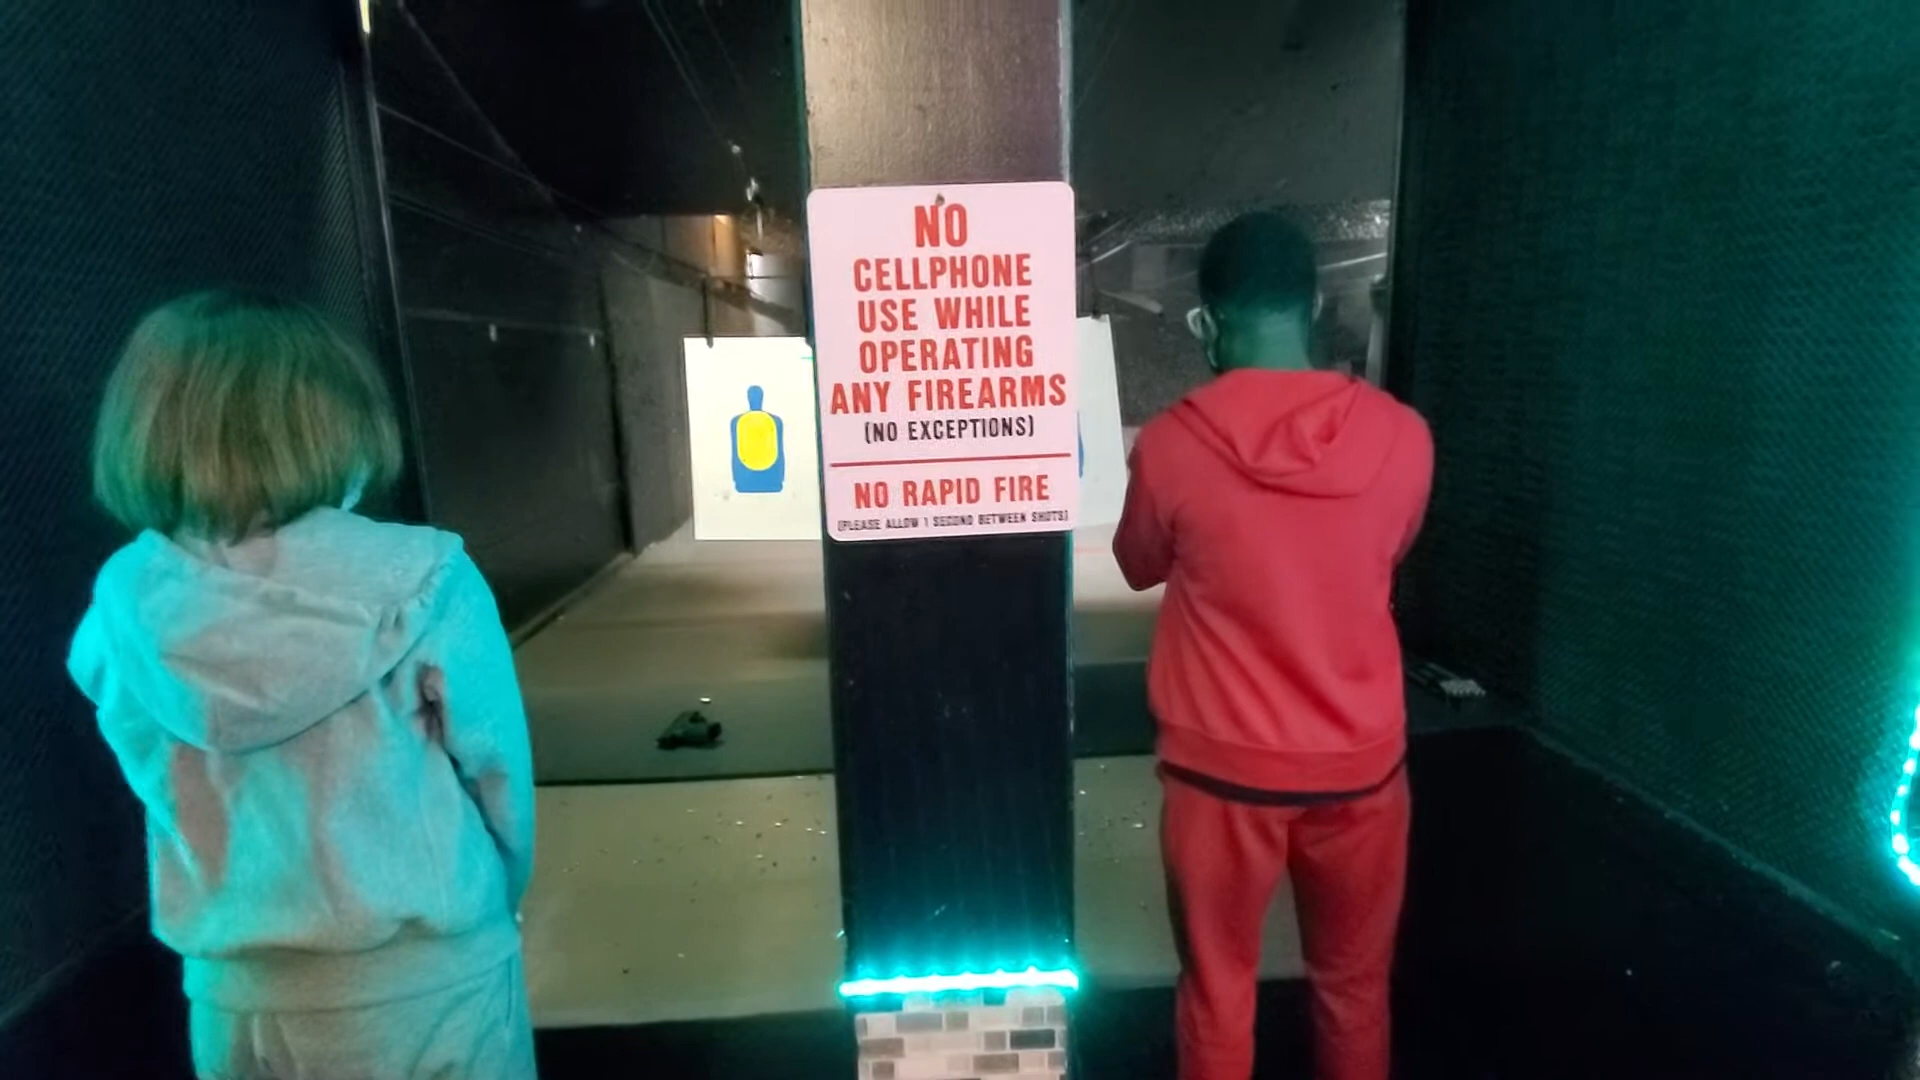 NO
CELLPHONE
USE WHILE
OPERATING
ANY FIREARMS
(NO EXCEPTIONS)
NO RAPID FIRE
(PLEASE ALLOW 1 SECOND BETWEEN SHOTS)